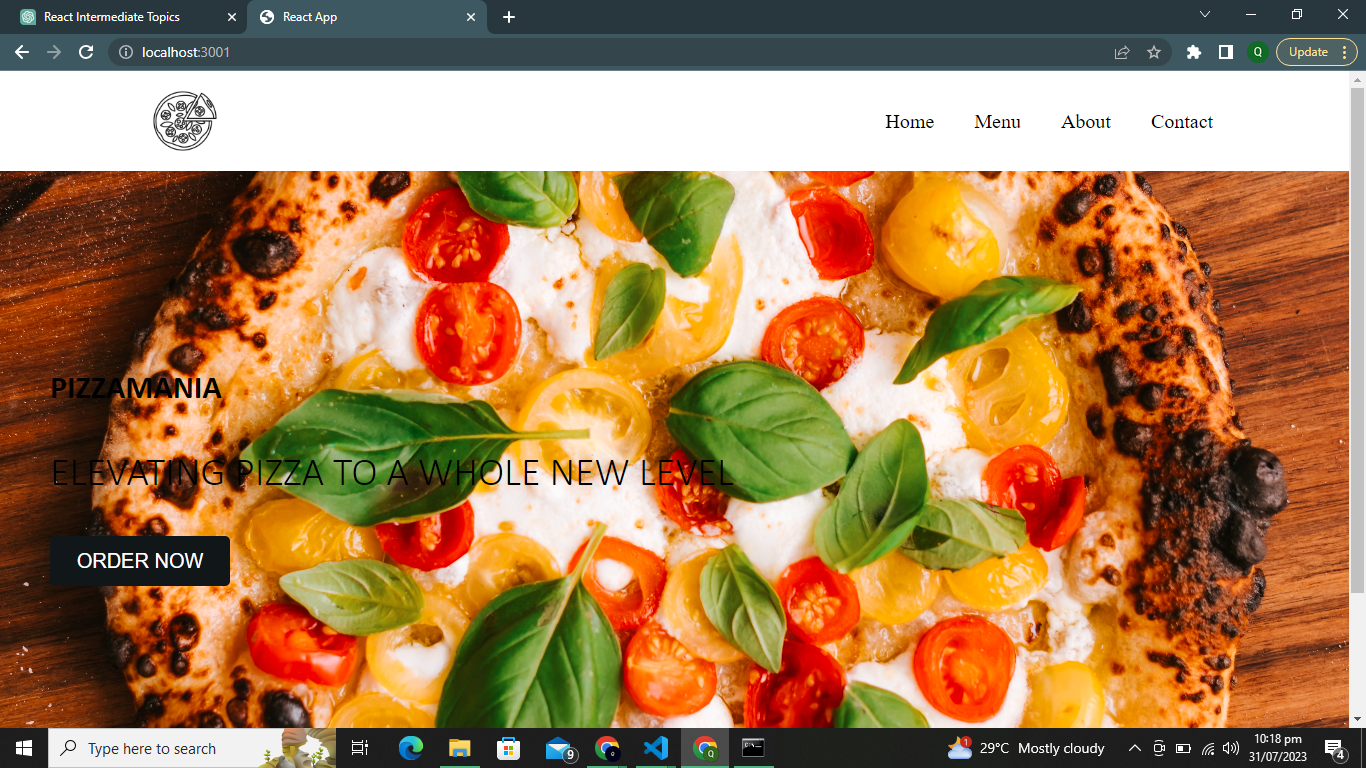 React Intermediate Topics
React App
localhost:3001
Q
Update
Home
Menu
About
Contact
PIZZAMANIA
ELEVATING PIZZA TO A WHOLE NEW LEVEL
ORDER NOW
Type here to search
9
Q
1
29°C Mostly cloudy
10:18 pm
31/07/2023
4